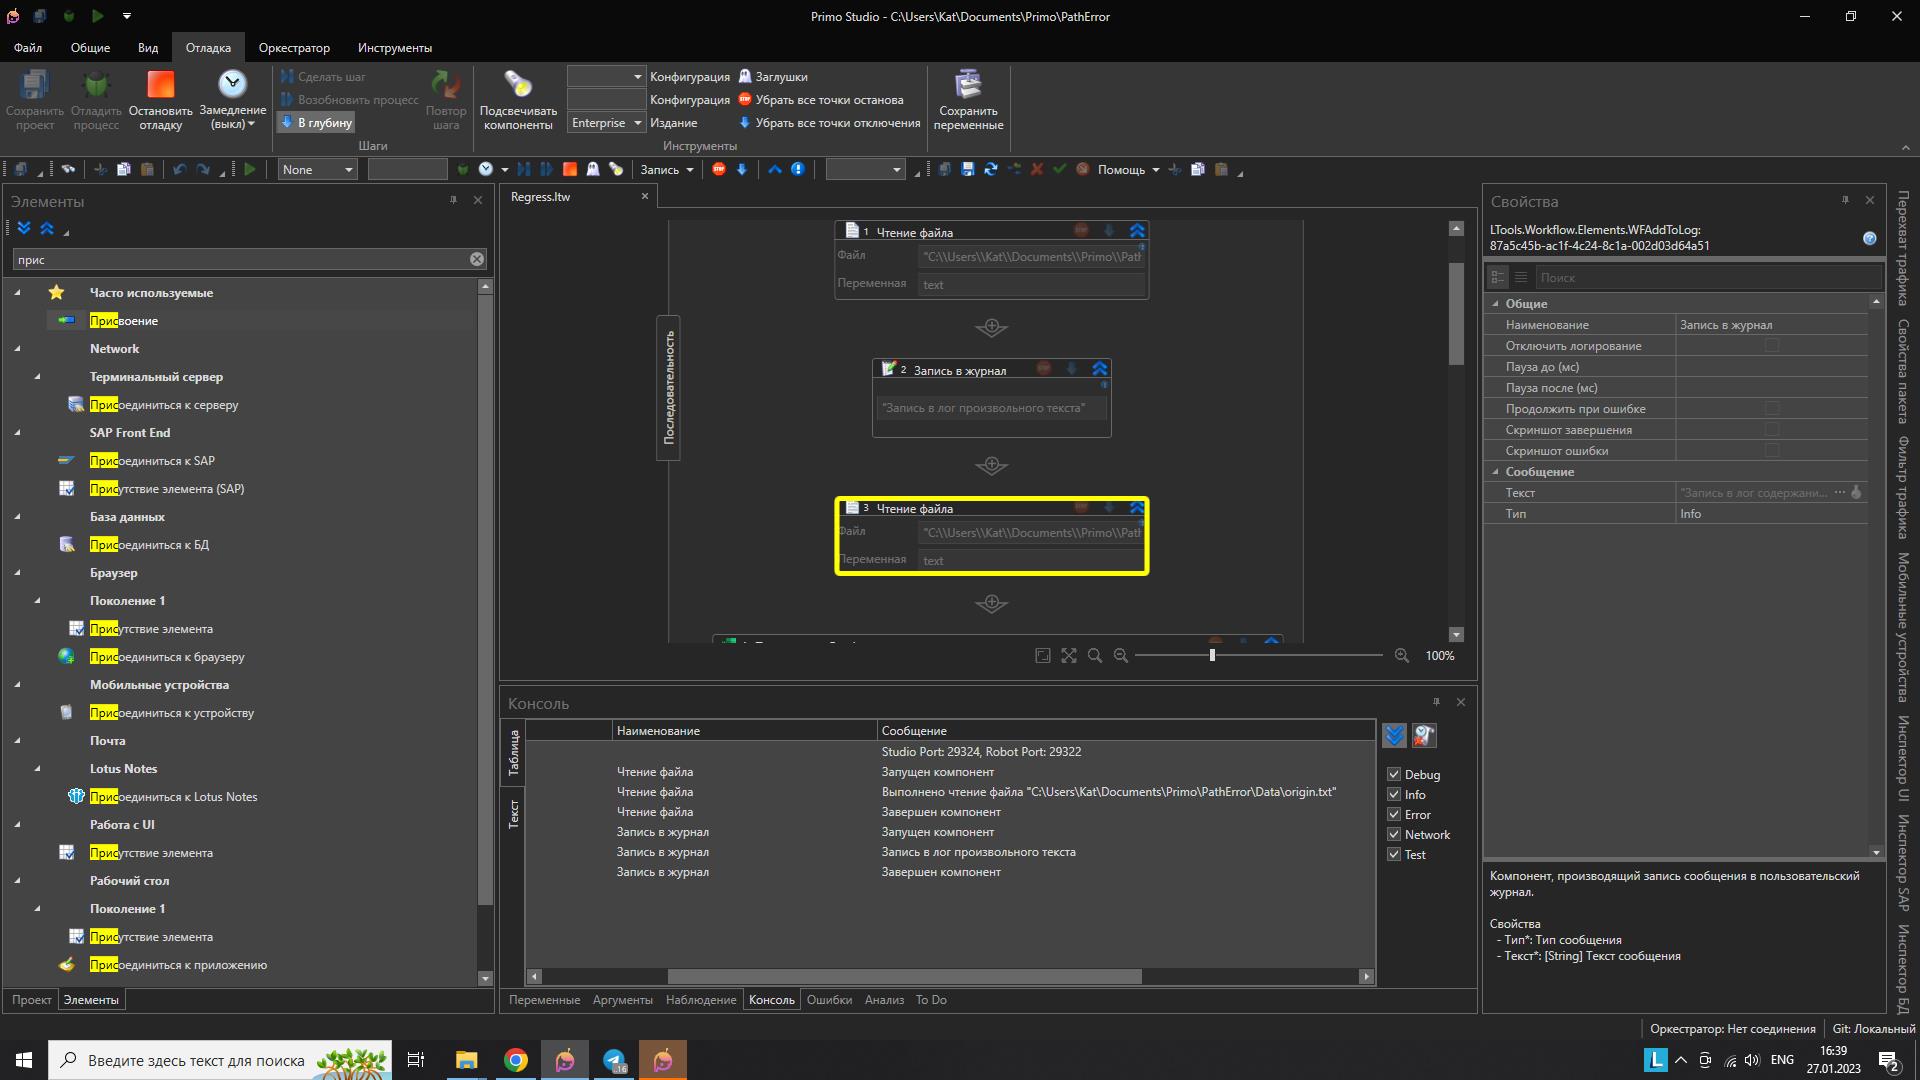 Primo Studio - C:\Users\Kat\Documents\Primo\PathError
Файл Общие Вид Отладка Оркестратор Инструменты
Сохранить проект
Отладить процесс
Остановить отладку
Замедление (выкл)
Сделать шаг
Возобновить процесс
В глубину
Повтор шага
Шаги
Подсвечивать компоненты
Конфигурация
Конфигурация
Enterprise Издание
Заглушки
Убрать все точки останова
Убрать все точки отключения
Инструменты
Сохранить переменные
None Запись STOP Помощь
Элементы
прис
Часто используемые
Присвоение
Network
Терминальный сервер
Присоединиться к серверу
SAP Front End
Присоединиться к SAP
Присутствие элемента (SAP)
База данных
Присоединиться к БД
Браузер
Поколение 1
Присутствие элемента
Присоединиться к браузеру
Мобильные устройства
Присоединиться к устройству
Почта
Lotus Notes
Присоединиться к Lotus Notes
Работа с UI
Присутствие элемента
Рабочий стол
Поколение 1
Присутствие элемента
Присоединиться к приложению
Проект Элементы
Regress.ltw
Последовательность
1 Чтение файла
Файл "C:\\Users\\Kat\\Documents\\Primo\\Path
Переменная text
2 Запись в журнал
"Запись в лог произвольного текста"
3 Чтение файла
Файл "C:\\Users\\Kat\\Documents\\Primo\\Path
Переменная text
100%
Консоль
Таблица
Текст
Наименование Сообщение
Studio Port: 29324, Robot Port: 29322
Чтение файла Запущен компонент
Чтение файла Выполнено чтение файла "C:\Users\Kat\Documents\Primo\PathError\Data\origin.txt"
Чтение файла Завершен компонент
Запись в журнал Запущен компонент
Запись в журнал Запись в лог произвольного текста
Запись в журнал Завершен компонент
Debug
Info
Error
Network
Test
Переменные Аргументы Наблюдение Консоль Ошибки Анализ To Do
Свойства
LTools.Workflow.Elements.WFAddToLog:
87a5c45b-ac1f-4c24-8c1a-002d03d64a51
Поиск
Общие
Наименование Запись в журнал
Отключить логирование
Пауза до (мс)
Пауза после (мс)
Продолжить при ошибке
Скриншот завершения
Скриншот ошибки
Сообщение
Текст "Запись в лог содержани...
Тип Info
Компонент, производящий запись сообщения в пользовательский
журнал.
Свойства
- Тип*: Тип сообщения
- Текст*: [String] Текст сообщения
Перехват трафика
Свойства пакета
Фильтр трафика
Мобильные устройства
Инспектор UI
Инспектор SAP
Инспектор БД
Оркестратор: Нет соединения Git: Локальный
Введите здесь текст для поиска
16
L ENG
16:39
27.01.2023
2